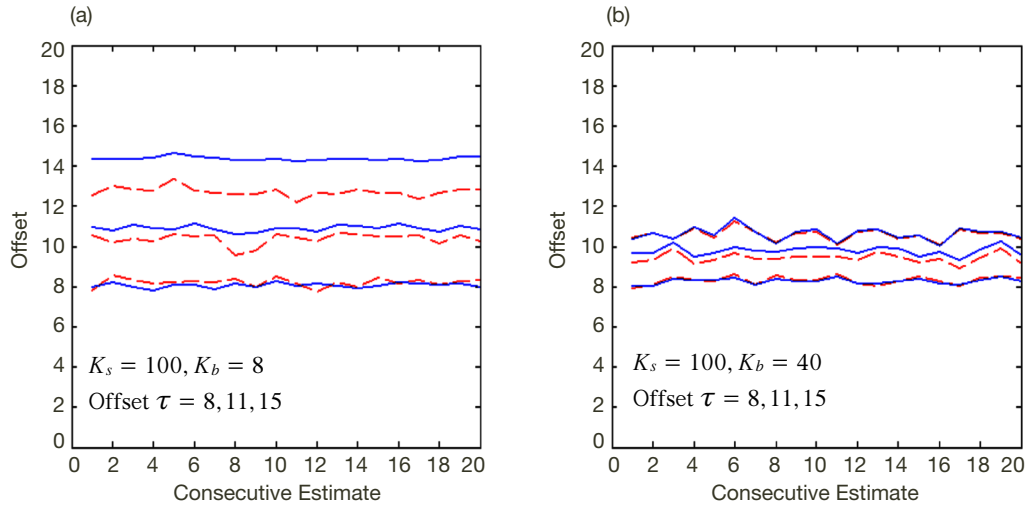 (a)
20
18
16
14
12
10
8
6
4
2
0
Offset
K_s = 100, K_b = 8
Offset τ = 8, 11, 15
0 2 4 6 8 10 12 14 16 18 20
Consecutive Estimate
(b)
20
18
16
14
12
10
8
6
4
2
0
Offset
K_s = 100, K_b = 40
Offset τ = 8, 11, 15
0 2 4 6 8 10 12 14 16 18 20
Consecutive Estimate